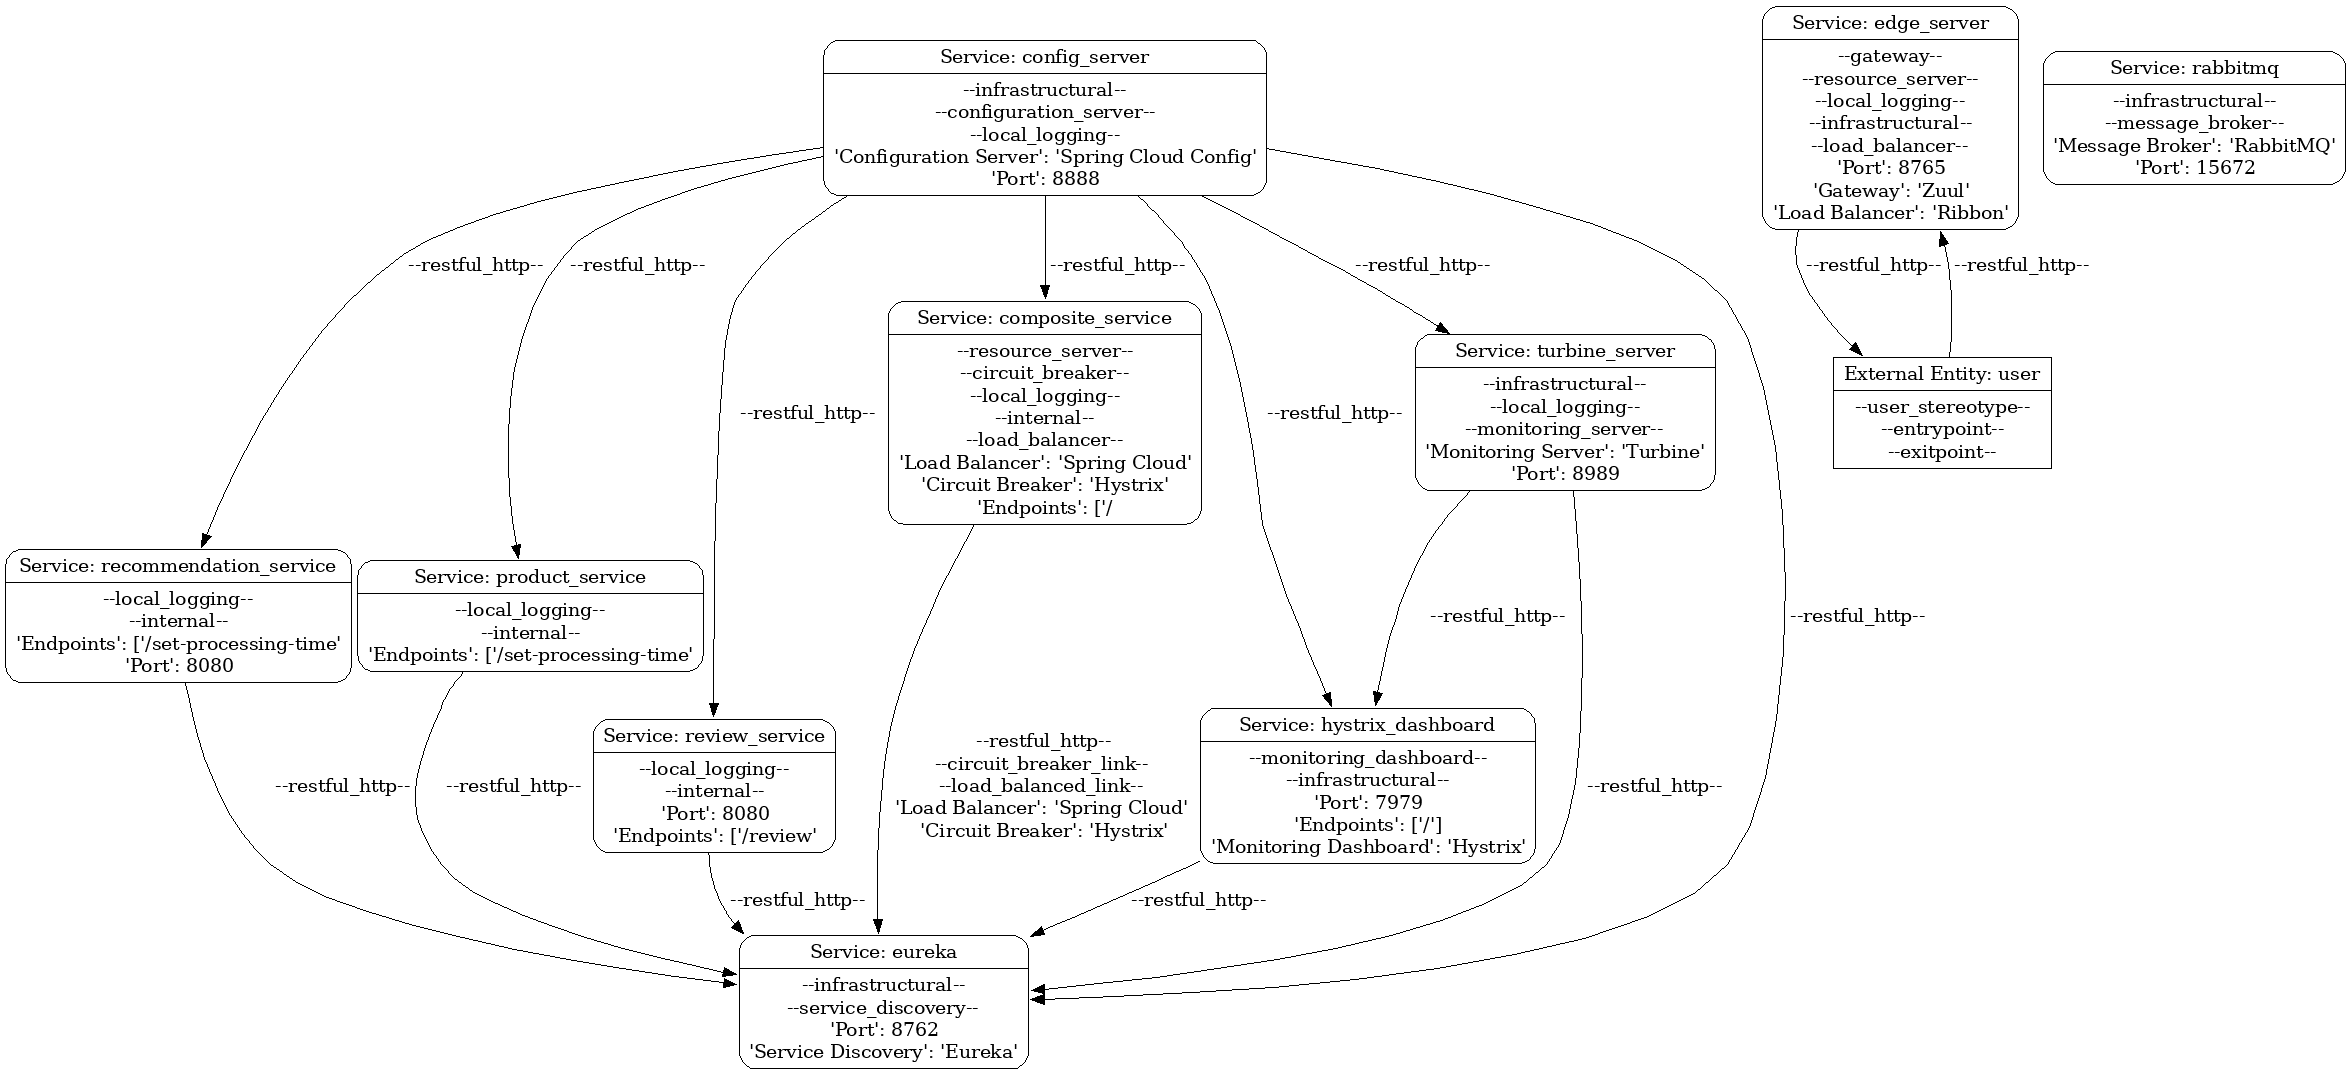 Service: config_server
--infrastructural--
--configuration_server--
--local_logging--
'Configuration Server': 'Spring Cloud Config'
'Port': 8888
Service: edge_server
--gateway--
--resource_server--
--local_logging--
--infrastructural--
--load_balancer--
'Port': 8765
'Gateway': 'Zuul'
'Load Balancer': 'Ribbon'
Service: rabbitmq
--infrastructural--
--message_broker--
'Message Broker': 'RabbitMQ'
'Port': 15672
--restful_http--
--restful_http--
--restful_http--
--restful_http--
--restful_http--
--restful_http--
Service: composite_service
--resource_server--
--circuit_breaker--
--local_logging--
--internal--
--load_balancer--
'Load Balancer': 'Spring Cloud'
'Circuit Breaker': 'Hystrix'
'Endpoints': ['/
Service: turbine_server
--infrastructural--
--local_logging--
--monitoring_server--
'Monitoring Server': 'Turbine'
'Port': 8989
External Entity: user
--user_stereotype--
--entrypoint--
--exitpoint--
--restful_http--
--restful_http--
Service: recommendation_service
--local_logging--
--internal--
'Endpoints': ['/set-processing-time'
'Port': 8080
Service: product_service
--local_logging--
--internal--
'Endpoints': ['/set-processing-time'
--restful_http--
--restful_http--
Service: review_service
--local_logging--
--internal--
'Port': 8080
'Endpoints': ['/review'
--restful_http--
--circuit_breaker_link--
--load_balanced_link--
'Load Balancer': 'Spring Cloud'
'Circuit Breaker': 'Hystrix'
Service: hystrix_dashboard
--monitoring_dashboard--
--infrastructural--
'Port': 7979
'Endpoints': ['/']
'Monitoring Dashboard': 'Hystrix'
--restful_http--
--restful_http--
--restful_http--
--restful_http--
--restful_http--
Service: eureka
--infrastructural--
--service_discovery--
'Port': 8762
'Service Discovery': 'Eureka'